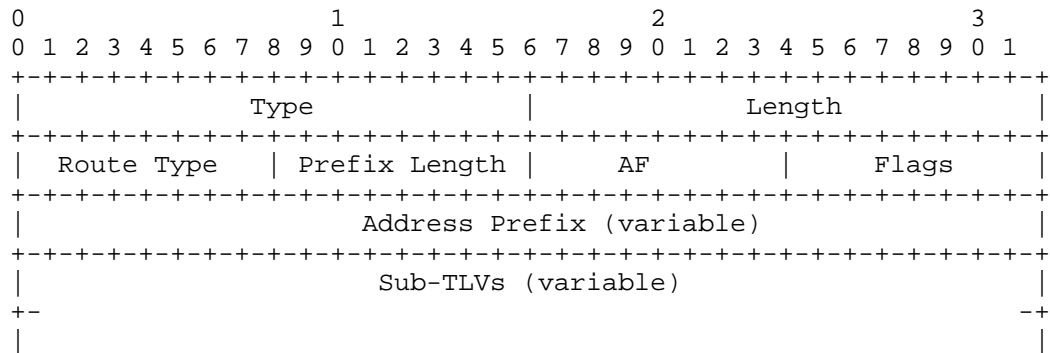 0                   1                   2                   3
0 1 2 3 4 5 6 7 8 9 0 1 2 3 4 5 6 7 8 9 0 1 2 3 4 5 6 7 8 9 0 1
+-+-+-+-+-+-+-+-+-+-+-+-+-+-+-+-+-+-+-+-+-+-+-+-+-+-+-+-+-+-+-+-+
|              Type             |             Length            |
+-+-+-+-+-+-+-+-+-+-+-+-+-+-+-+-+-+-+-+-+-+-+-+-+-+-+-+-+-+-+-+-+
|  Route Type   | Prefix Length |     AF        |     Flags     |
+-+-+-+-+-+-+-+-+-+-+-+-+-+-+-+-+-+-+-+-+-+-+-+-+-+-+-+-+-+-+-+-+
|                     Address Prefix (variable)                 |
+-+-+-+-+-+-+-+-+-+-+-+-+-+-+-+-+-+-+-+-+-+-+-+-+-+-+-+-+-+-+-+-+
|                      Sub-TLVs (variable)                      |
+-                                                             -+
|                                                               |